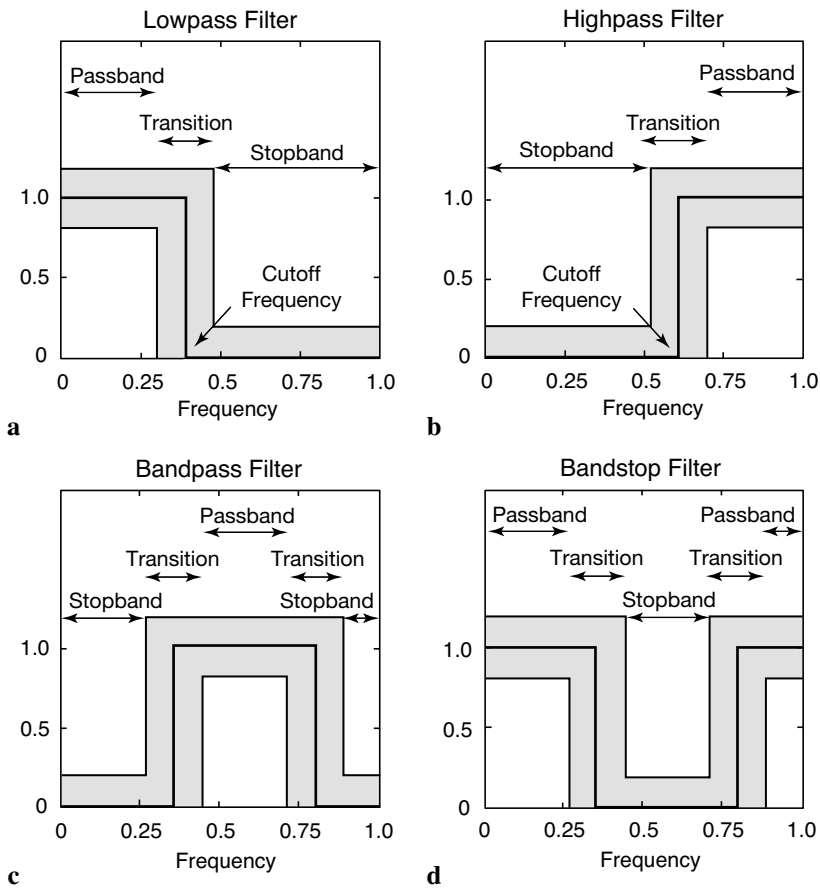 Lowpass Filter
Passband
Transition
Stopband
1.0
0.5
Cutoff
Frequency
0
0 0.25 0.5 0.75 1.0
Frequency
a
Highpass Filter
Passband
Transition
Stopband
1.0
0.5
Cutoff
Frequency
0
0 0.25 0.5 0.75 1.0
Frequency
b
Bandpass Filter
Passband
Transition Transition
Stopband Stopband
1.0
0.5
0
0 0.25 0.5 0.75 1.0
Frequency
c
Bandstop Filter
Passband Passband
Transition Transition
Stopband
1.0
0.5
0
0 0.25 0.5 0.75 1.0
Frequency
d